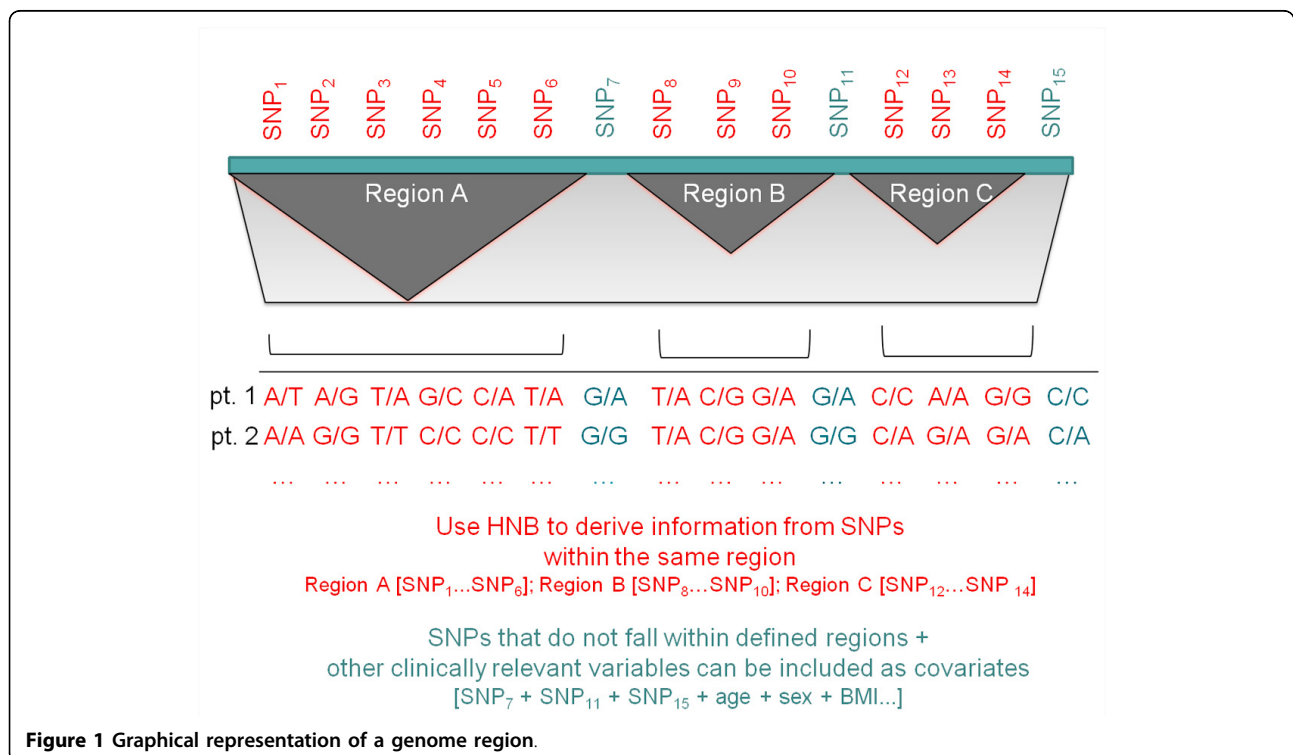 SNP₁ SNP₂ SNP₃ SNP₄ SNP₅ SNP₆ SNP₇ SNP₈ SNP₉ SNP₁₀ SNP₁₁ SNP₁₂ SNP₁₃ SNP₁₄ SNP₁₅
Region A Region B Region C
pt. 1 A/T A/G T/A G/C C/A T/A G/A T/A C/G G/A G/A C/C A/A G/G C/C
pt. 2 A/A G/G T/T C/C C/C T/T G/G T/A C/G G/A G/G C/A G/A G/A C/A
... ... ... ... ... ... ... ... ... ... ... ... ... ... ...
Use HNB to derive information from SNPs
within the same region
Region A [SNP₁...SNP₆]; Region B [SNP₈...SNP₁₀]; Region C [SNP₁₂...SNP ₁₄]
SNPs that do not fall within defined regions +
other clinically relevant variables can be included as covariates
[SNP₇ + SNP₁₁ + SNP₁₅ + age + sex + BMI...]
Figure 1 Graphical representation of a genome region.